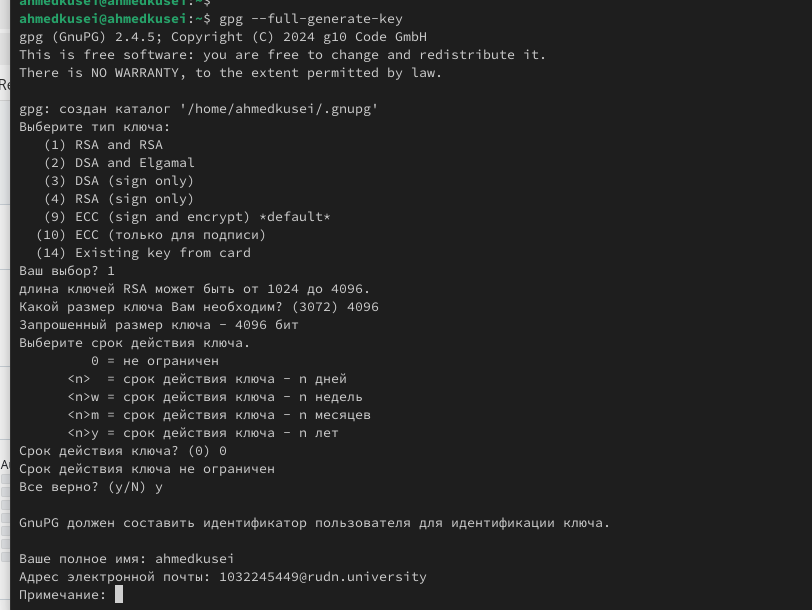 ahmedkusei@ahmedkusei:~$
ahmedkusei@ahmedkusei:~$ gpg --full-generate-key
gpg (GnuPG) 2.4.5; Copyright (C) 2024 g10 Code GmbH
This is free software: you are free to change and redistribute it.
There is NO WARRANTY, to the extent permitted by law.
gpg: создан каталог '/home/ahmedkusei/.gnupg'
Выберите тип ключа:
(1) RSA and RSA
(2) DSA and Elgamal
(3) DSA (sign only)
(4) RSA (sign only)
(9) ECC (sign and encrypt) *default*
(10) ECC (только для подписи)
(14) Existing key from card
Ваш выбор? 1
длина ключей RSA может быть от 1024 до 4096.
Какой размер ключа Вам необходим? (3072) 4096
Запрошенный размер ключа - 4096 бит
Выберите срок действия ключа.
0 = не ограничен
<n>  = срок действия ключа - n дней
<n>w = срок действия ключа - n недель
<n>m = срок действия ключа - n месяцев
<n>y = срок действия ключа - n лет
Срок действия ключа? (0) 0
Срок действия ключа не ограничен
Все верно? (y/N) y
GnuPG должен составить идентификатор пользователя для идентификации ключа.
Ваше полное имя: ahmedkusei
Адрес электронной почты: 1032245449@rudn.university
Примечание: